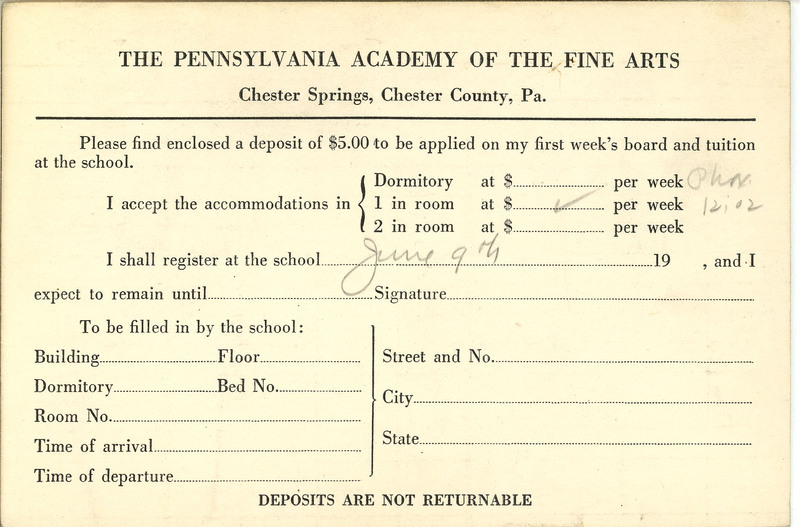 THE PENNSYLVANIA ACADEMY OF THE FINE ARTS
Chester Springs, Chester County, Pa.
Please find enclosed a deposit of $5.00 to be applied on my first week's board and tuition
at the school.
I accept the accommodations in
Dormitory at $ per week
1 in room at $ ✓ per week
12:02
2 in room at $ per week
I shall register at the school June 9th 19 , and I
expect to remain until Signature
To be filled in by the school:
Building Floor
Dormitory Bed No.
Room No.
Time of arrival
Time of departure
Street and No.
City
State
DEPOSITS ARE NOT RETURNABLE